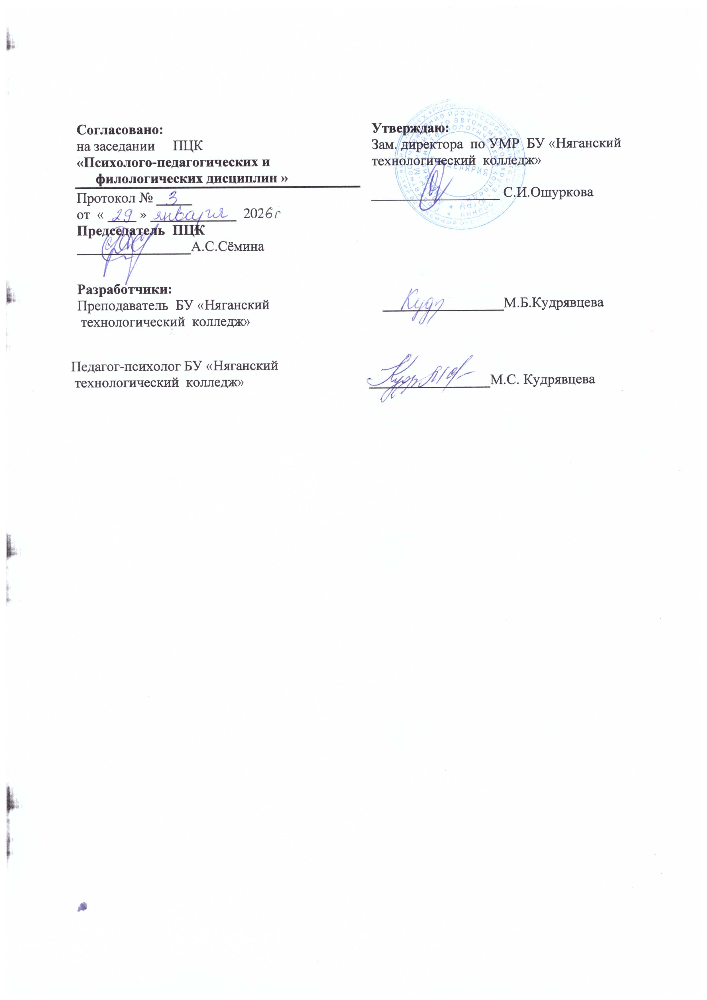 Согласовано:
на заседании ПЦК
«Психолого-педагогических и
филологических дисциплин »
Протокол № 3
от « 29 » января 2026г
Председатель ПЦК
А.С.Сёмина
Утверждаю:
Зам. директора по УМР БУ «Няганский
технологический колледж»
С.И.Ошуркова
Разработчики:
Преподаватель БУ «Няганский
технологический колледж»
М.Б.Кудрявцева
Педагог-психолог БУ «Няганский
технологический колледж»
М.С. Кудрявцева